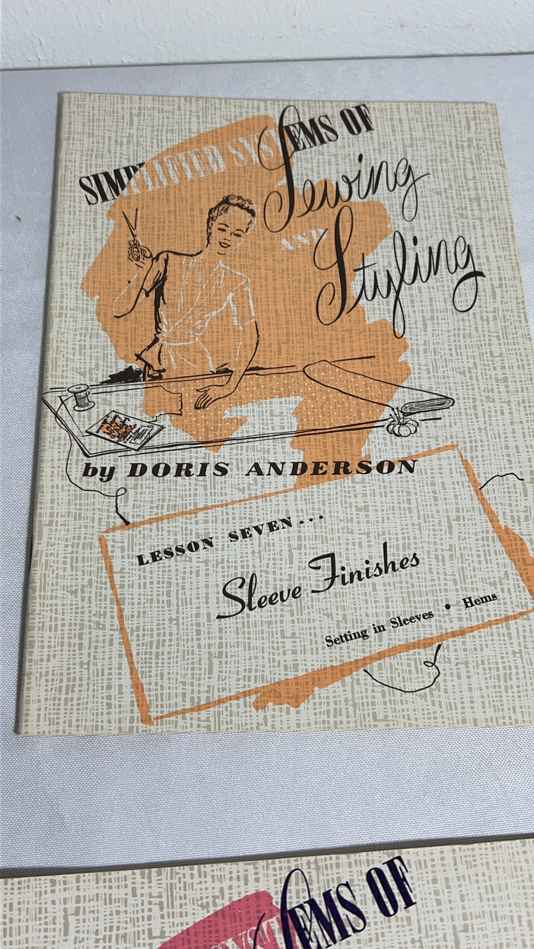 SIMPLIFIED SYSTEMS OF
Sewing
AND
Styling
by DORIS ANDERSON
LESSON SEVEN...
Sleeve Finishes
Setting in Sleeves • Hems
EMS OF